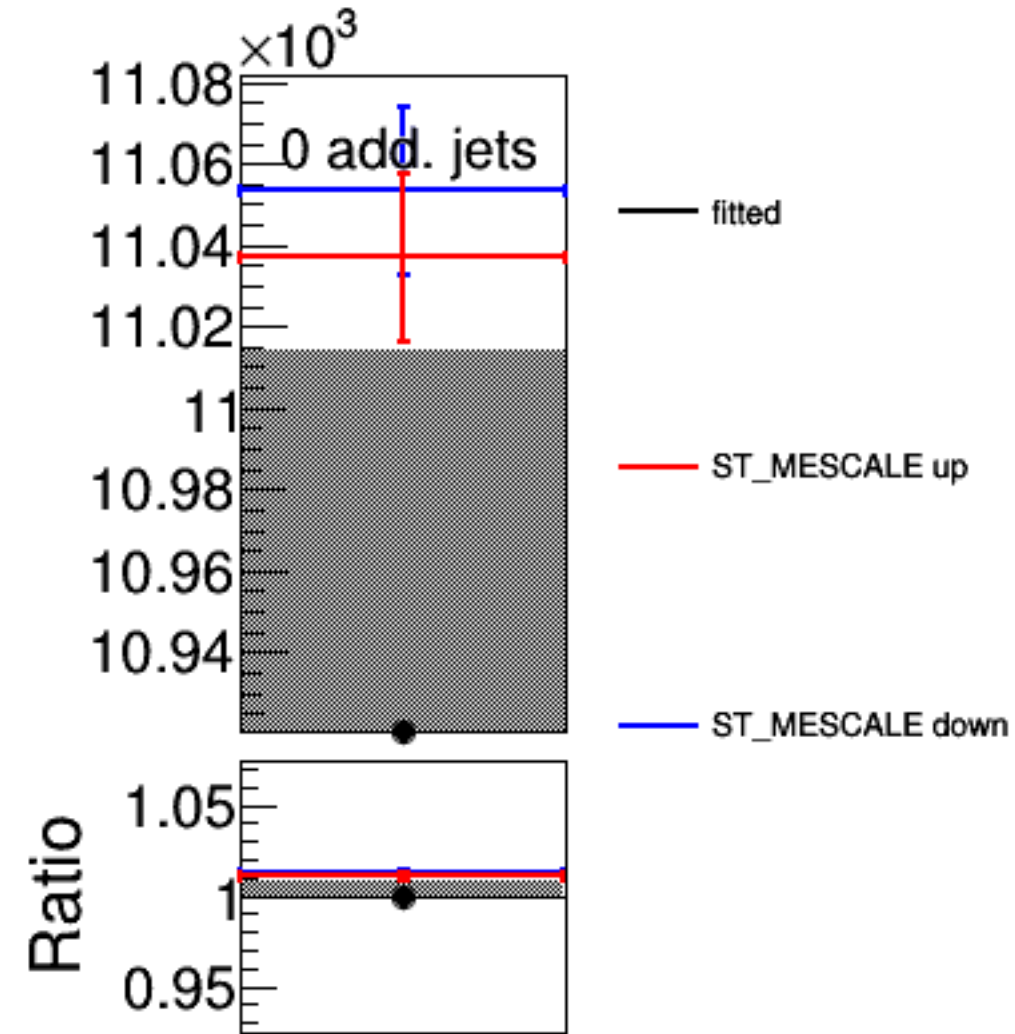 ×10³
11.08
0 add. jets
11.06
fitted
11.04
11.02
11
ST_MESCALE up
10.98
10.96
10.94
ST_MESCALE down
1.05
1
0.95
Ratio